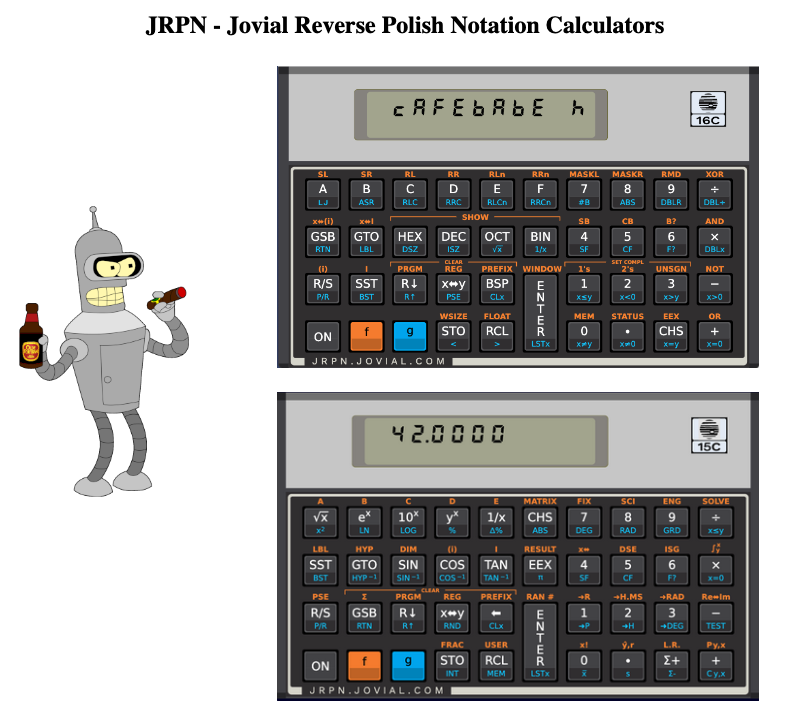 JRPN - Jovial Reverse Polish Notation Calculators
cAFEbAbE h
16C
SL SR RL RR RLn RRn MASKL MASKR RMD XOR
A B C D E F 7 8 9 ÷
LJ ASR RLC RRC RLCn RRCn #B ABS DBLR DBL÷
x⇔(i) x⇔I SHOW SB CB B? AND
GSB GTO HEX DEC OCT BIN 4 5 6 ×
RTN LBL DSZ ISZ √x 1/x SF CF F? DBLx
CLEAR SET COMPL
(i) I PRGM REG PREFIX WINDOW 1's 2's UNSGN NOT
R/S SST R↓ x⇔y BSP ENTER 1 2 3 −
P/R BST R↑ PSE CLx x≤y x<0 x>y x>0
WSIZE FLOAT MEM STATUS EEX OR
ON f g STO RCL 0 • CHS +
< > LSTx x≠y x≠0 x=y x=0
JRPN.JOVIAL.COM
42.0000
15C
A B C D E MATRIX FIX SCI ENG SOLVE
√x eˣ 10ˣ yˣ 1/x CHS 7 8 9 ÷
x² LN LOG % Δ% ABS DEG RAD GRD x≤y
LBL HYP DIM (i) I RESULT x⇔ DSE ISG ∫ʸₓ
SST GTO SIN COS TAN EEX 4 5 6 ×
BST HYP⁻¹ SIN⁻¹ COS⁻¹ TAN⁻¹ π SF CF F? x=0
CLEAR
PSE Σ PRGM REG PREFIX RAN # →R →H.MS →RAD Re⇔Im
R/S GSB R↓ x⇔y ← ENTER 1 2 3 −
P/R RTN R↑ RND CLx →P →H →DEG TEST
FRAC USER x! ŷ,r L.R. Py,x
ON f g STO RCL 0 • Σ+ +
INT MEM LSTx x̅ s Σ- Cy,x
JRPN.JOVIAL.COM